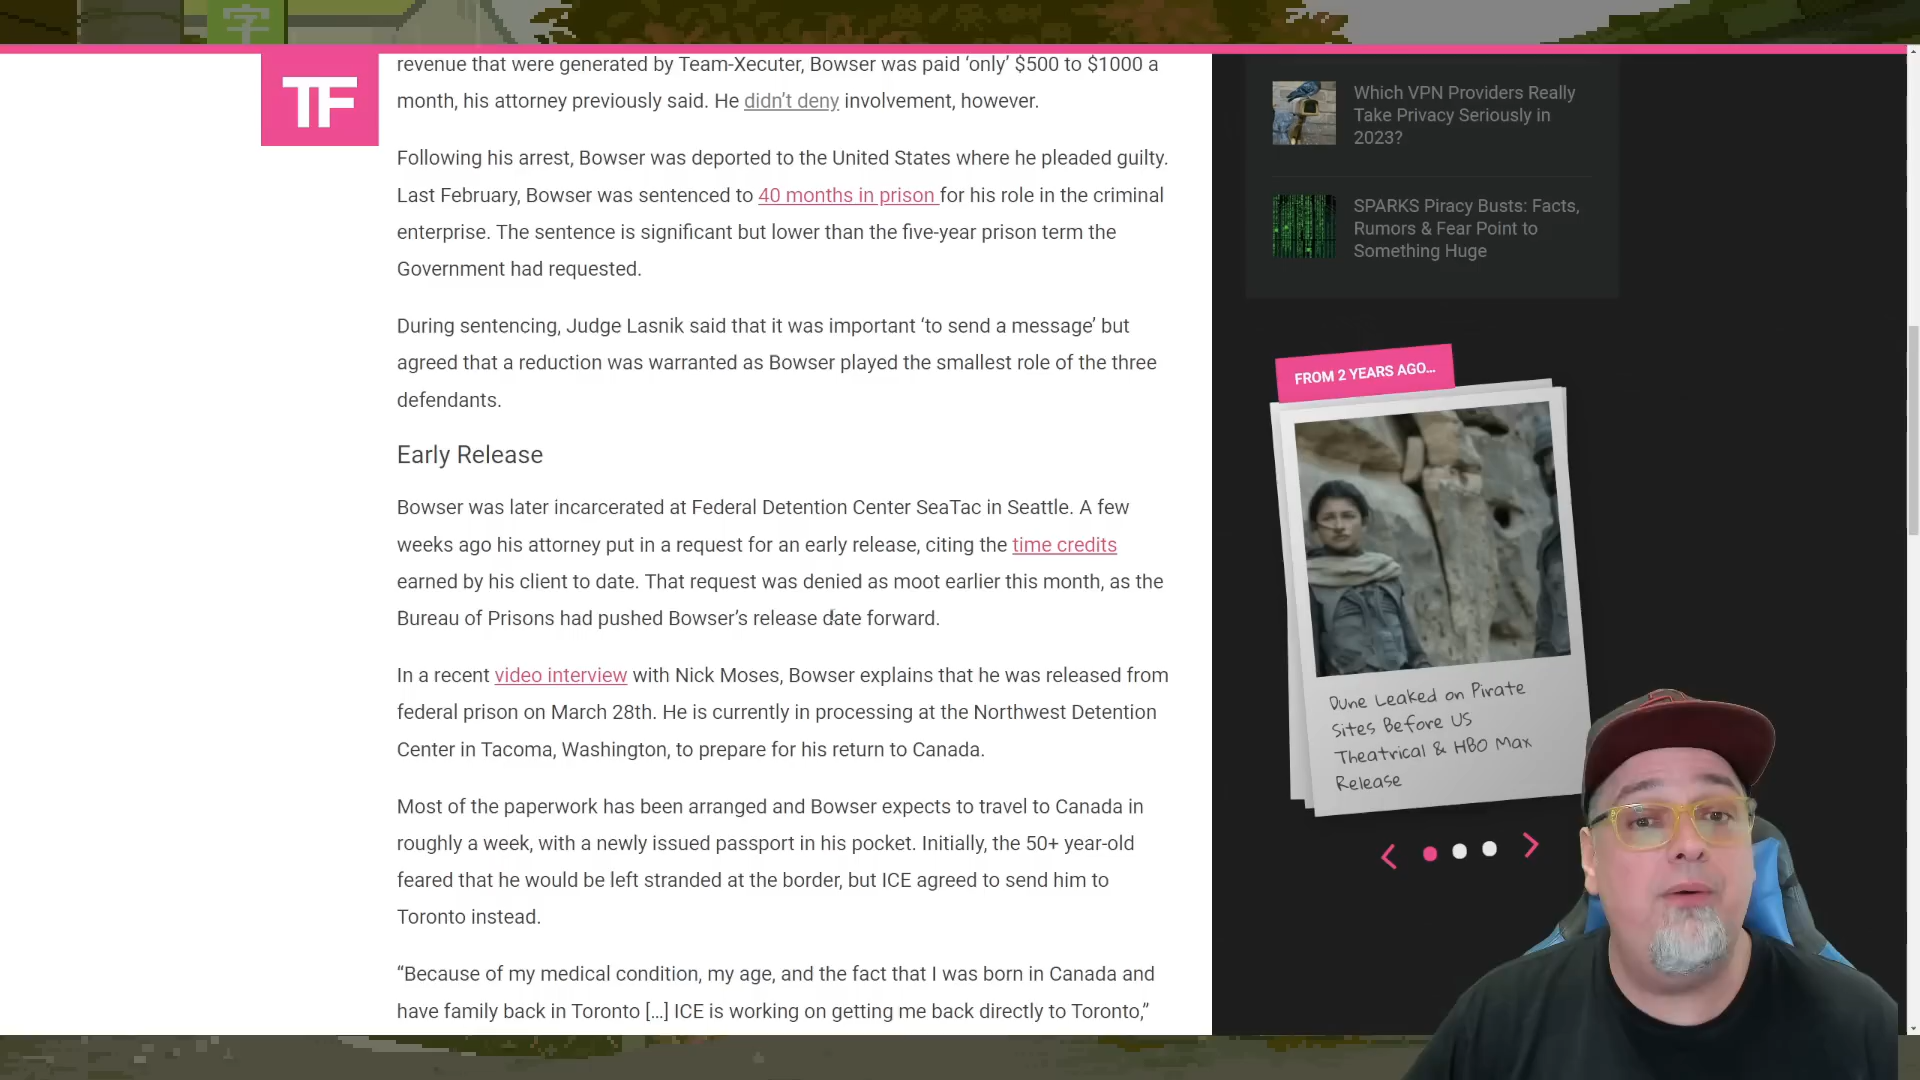 字
TF
revenue that were generated by Team-Xecuter, Bowser was paid ‘only’ $500 to $1000 a
month, his attorney previously said. He didn’t deny involvement, however.
Following his arrest, Bowser was deported to the United States where he pleaded guilty.
Last February, Bowser was sentenced to 40 months in prison for his role in the criminal
enterprise. The sentence is significant but lower than the five-year prison term the
Government had requested.
During sentencing, Judge Lasnik said that it was important ‘to send a message’ but
agreed that a reduction was warranted as Bowser played the smallest role of the three
defendants.
Early Release
Bowser was later incarcerated at Federal Detention Center SeaTac in Seattle. A few
weeks ago his attorney put in a request for an early release, citing the time credits
earned by his client to date. That request was denied as moot earlier this month, as the
Bureau of Prisons had pushed Bowser’s release date forward.
In a recent video interview with Nick Moses, Bowser explains that he was released from
federal prison on March 28th. He is currently in processing at the Northwest Detention
Center in Tacoma, Washington, to prepare for his return to Canada.
Most of the paperwork has been arranged and Bowser expects to travel to Canada in
roughly a week, with a newly issued passport in his pocket. Initially, the 50+ year-old
feared that he would be left stranded at the border, but ICE agreed to send him to
Toronto instead.
“Because of my medical condition, my age, and the fact that I was born in Canada and
have family back in Toronto [...] ICE is working on getting me back directly to Toronto,”
Which VPN Providers Really
Take Privacy Seriously in
2023?
SPARKS Piracy Busts: Facts,
Rumors & Fear Point to
Something Huge
FROM 2 YEARS AGO...
Dune Leaked on Pirate
Sites Before US
Theatrical & HBO Max
Release